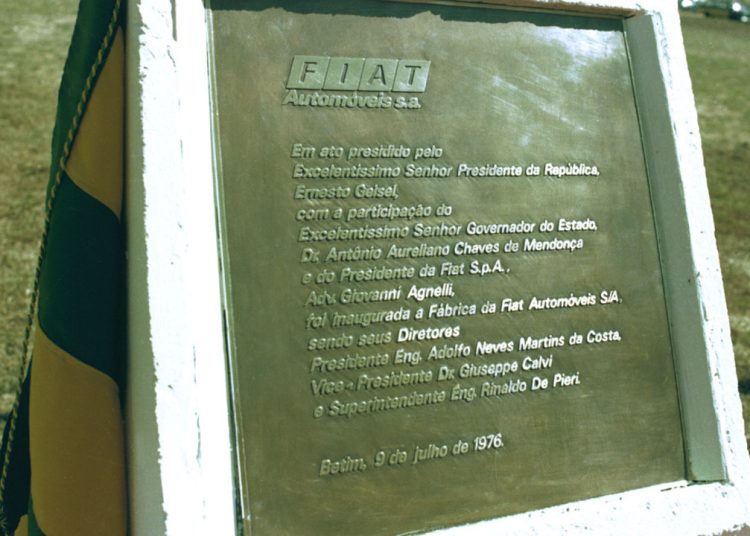 FIAT
Automóveis s.a.
Em ato presidido pelo
Excelentíssimo Senhor Presidente da República,
Ernesto Geisel,
com a participação do
Excelentíssimo Senhor Governador do Estado,
Dr. Antônio Aureliano Chaves de Mendonça
e do Presidente da Fiat S.p.A.,
Adv. Giovanni Agnelli,
foi inaugurada a Fábrica da Fiat Automóveis S/A,
sendo seus Diretores
Presidente Eng. Adolfo Neves Martins da Costa,
Vice-Presidente Dr. Giuseppe Calvi
e Superintendente Eng. Rinaldo De Pieri.
Betim, 9 de julho de 1976.